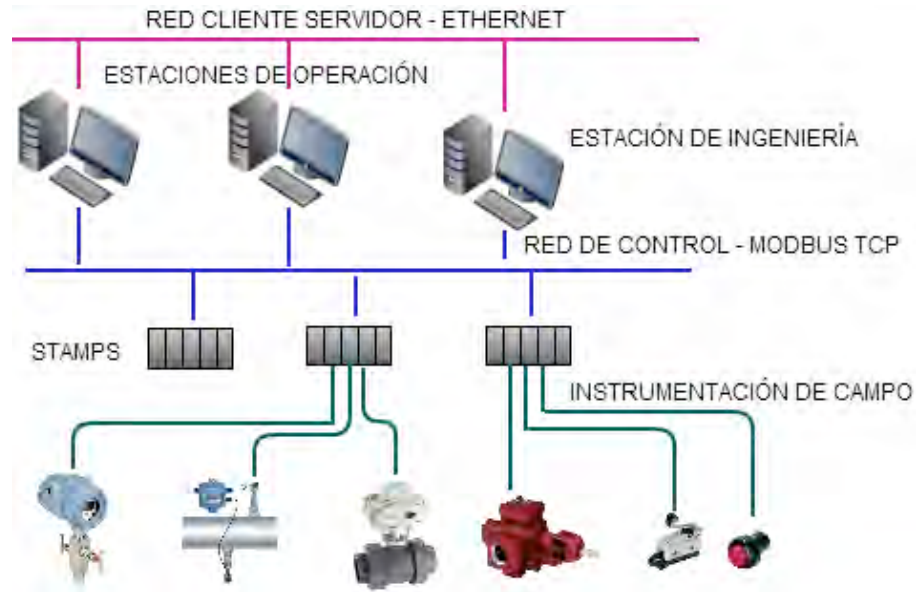 RED CLIENTE SERVIDOR - ETHERNET
ESTACIONES DE OPERACIÓN
ESTACIÓN DE INGENIERÍA
RED DE CONTROL - MODBUS TCP
STAMPS
INSTRUMENTACIÓN DE CAMPO